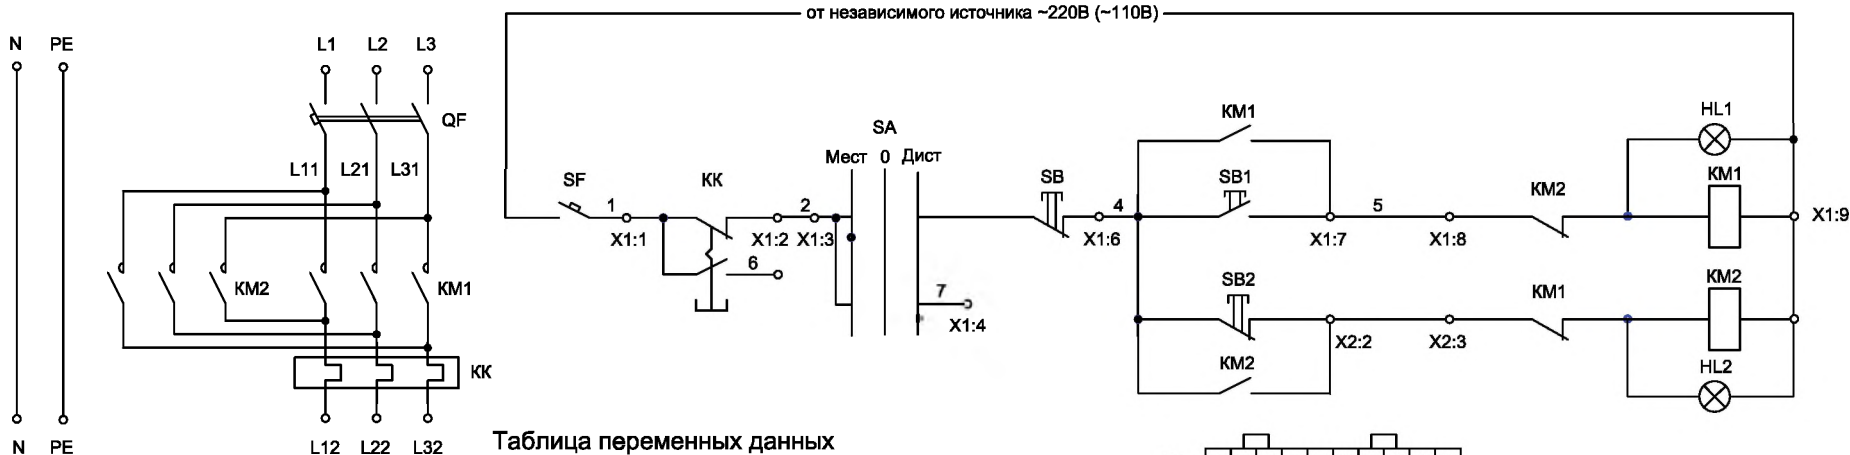 от независимого источника ~220В (~110В)
N PE L1 L2 L3
QF
KM1 HL1
SA
Мест 0 Дист
L11 L21 L31
SF KK SB SB1 KM2 KM1
1 2 4 5
X1:1 X1:2 X1:3 X1:6 X1:7 X1:8 X1:9
6
KM2 KM1
SB2 KM1 KM2
7
X1:4
X2:2 X2:3
KM2 HL2
KK
N PE L12 L22 L32
Таблица переменных данных